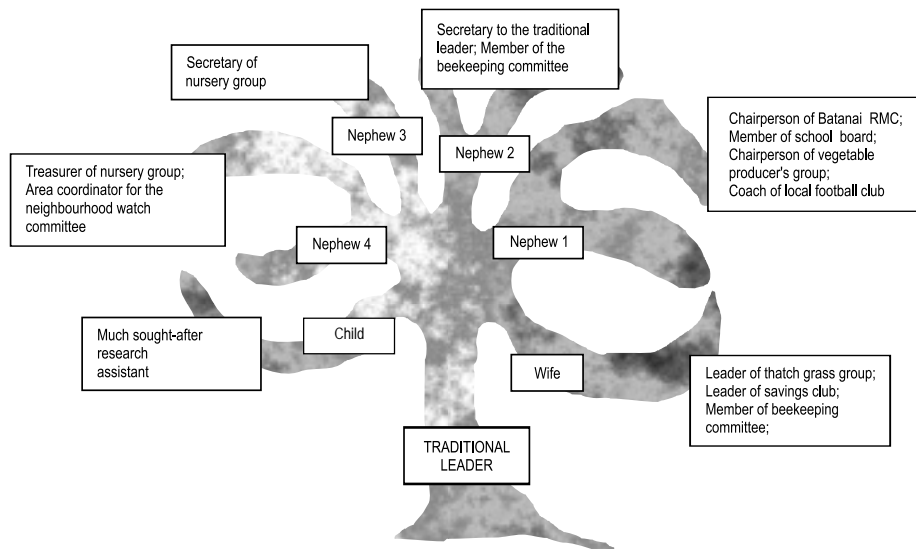 Secretary to the traditional
leader; Member of the
beekeeping committee
Secretary of
nursery group
Chairperson of Batanai RMC;
Member of school board;
Chairperson of vegetable
producer's group;
Coach of local football club
Nephew 3
Nephew 2
Treasurer of nursery group;
Area coordinator for the
neighbourhood watch
committee
Nephew 4
Nephew 1
Much sought-after
research
assistant
Child
Wife
Leader of thatch grass group;
Leader of savings club;
Member of beekeeping
committee;
TRADITIONAL
LEADER